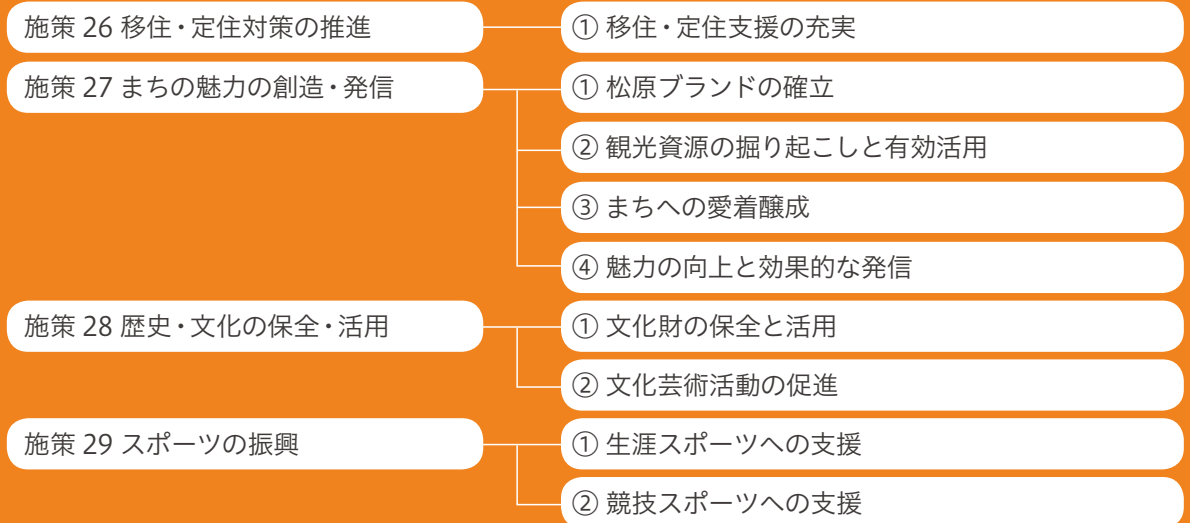 施策 26 移住・定住対策の推進
① 移住・定住支援の充実
施策 27 まちの魅力の創造・発信
① 松原ブランドの確立
② 観光資源の掘り起こしと有効活用
③ まちへの愛着醸成
④ 魅力の向上と効果的な発信
施策 28 歴史・文化の保全・活用
① 文化財の保全と活用
② 文化芸術活動の促進
施策 29 スポーツの振興
① 生涯スポーツへの支援
② 競技スポーツへの支援